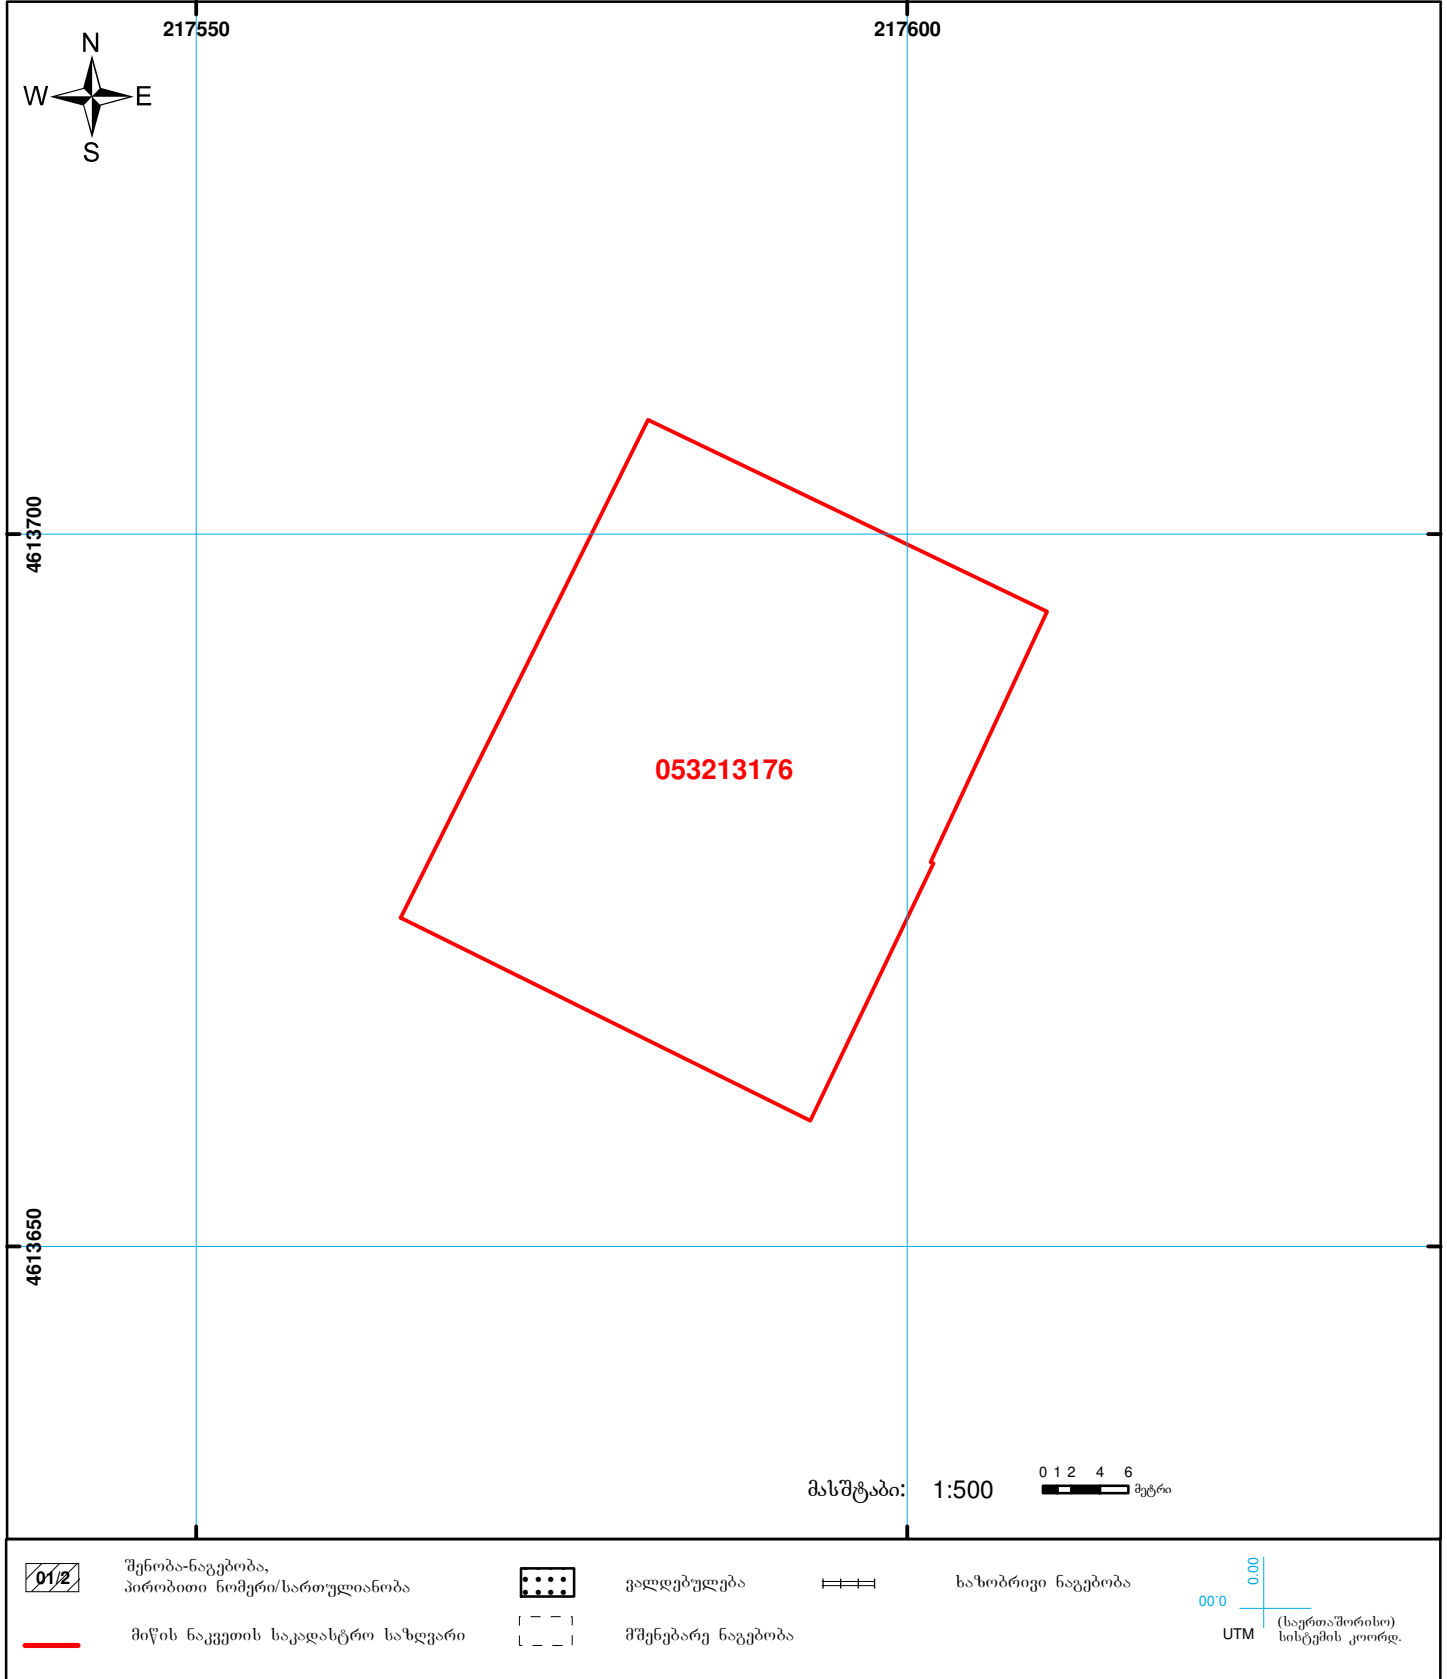 217550
217600
N
W
E
S
4613700
053213176
4613650
მასშტაბი:
1:500
0 1 2 4 6
მეტრი
01/2
შენობა-ნაგებობა,
პირობითი ნომერი/სართულიანობა
ვალდებულება
ხაზობრივი ნაგებობა
მიწის ნაკვეთის საკადასტრო საზღვარი
მშენებარე ნაგებობა
0.00
0.00
UTM
(საერთაშორისო)
სისტემის კოორდ.